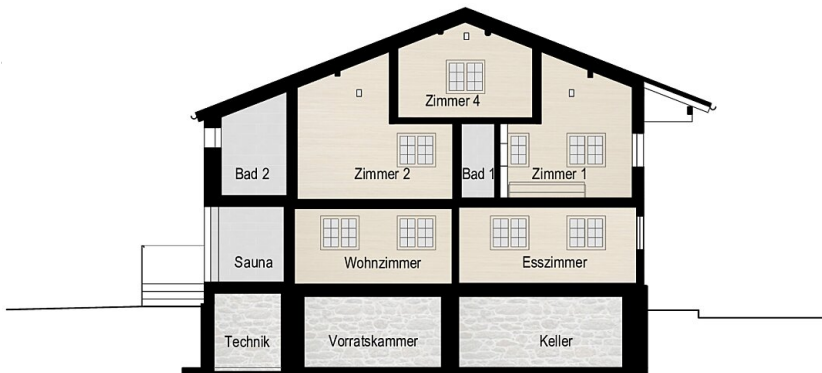 Zimmer 4
Bad 2
Zimmer 2
Bad 1
Zimmer 1
Sauna
Wohnzimmer
Esszimmer
Technik
Vorratskammer
Keller